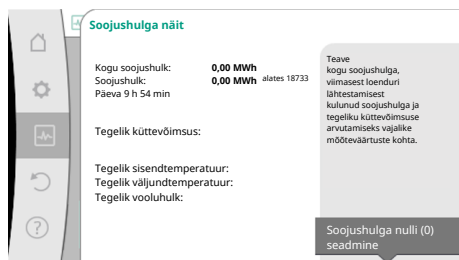 Soojushulga näit
Kogu soojushulk: 0,00 MWh
Soojushulk: 0,00 MWh alates 18733
Päeva 9 h 54 min
Tegelik küttevõimsus:
Tegelik sisendtemperatuur:
Tegelik väljundtemperatuur:
Tegelik vooluhulk:
Teave
kogu soojushulga,
viimasest loenduri
lähtestamisest
kulunud soojushulga ja
tegeliku küttevõimsuse
arvutamiseks vajalike
mõõteväärtuste kohta.
Soojushulga nulli (0)
seadmine
?